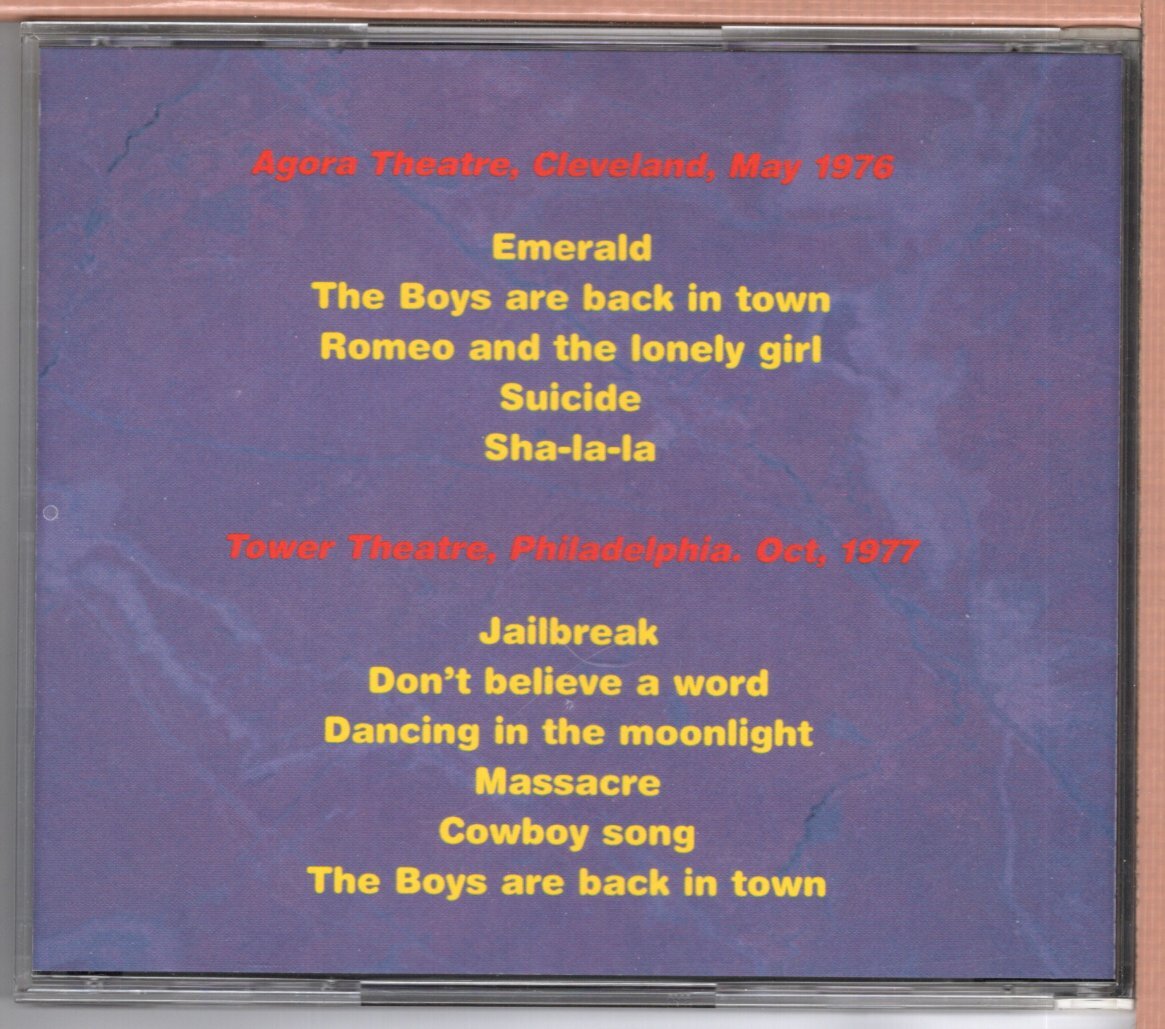 Agora Theatre, Cleveland, May 1976
Emerald
The Boys are back in town
Romeo and the lonely girl
Suicide
Sha-la-la
Tower Theatre, Philadelphia. Oct, 1977
Jailbreak
Don't believe a word
Dancing in the moonlight
Massacre
Cowboy song
The Boys are back in town